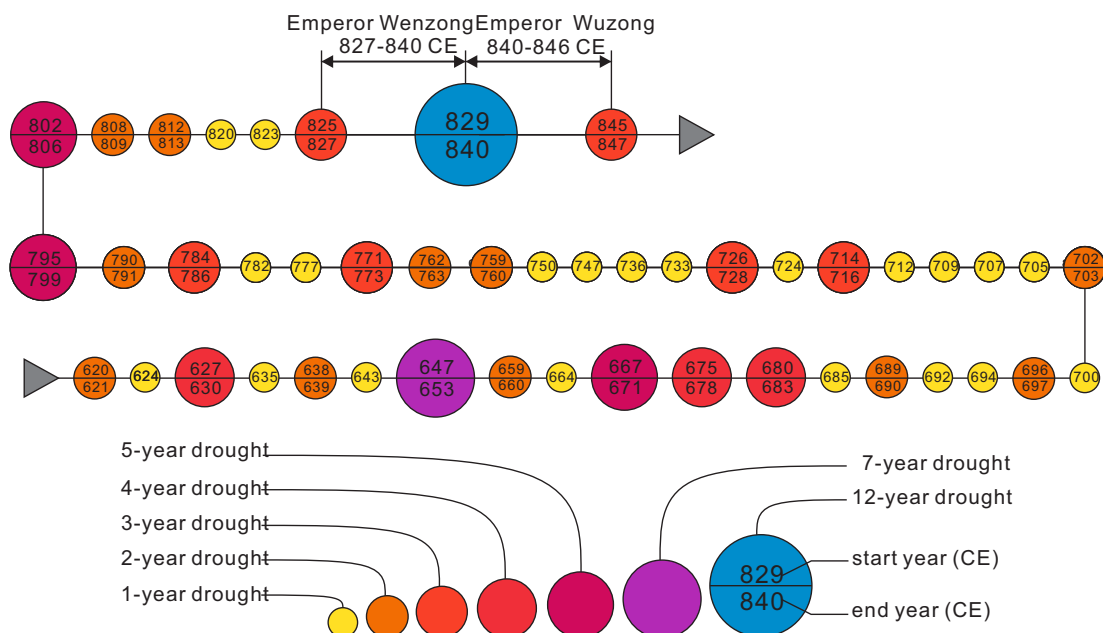 Emperor Wenzong Emperor Wuzong
827-840 CE 840-846 CE
802 808 812 820 823 825 829 845
806 809 813 827 840 847
795 790 784 782 777 771 762 759 750 747 736 733 726 724 714 712 709 707 705 702
799 791 786 773 763 760 728 716 703
620 624 627 635 638 643 647 659 664 667 675 680 685 689 692 694 696 700
621 630 639 653 660 671 678 683 690 697
5-year drought
7-year drought
4-year drought
12-year drought
3-year drought
2-year drought
829 start year (CE)
1-year drought
840 end year (CE)